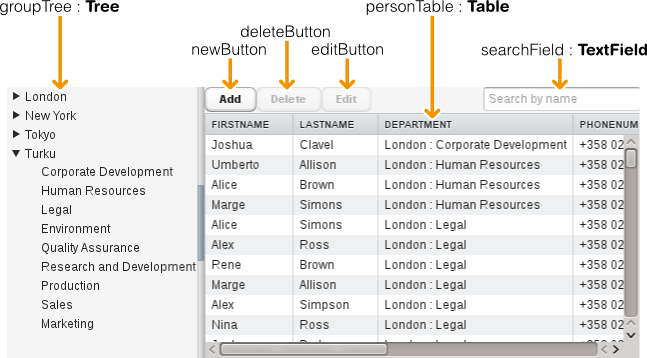 groupTree : Tree
personTable : Table
deleteButton
newButton
editButton
searchField : TextField
London
New York
Tokyo
Turku
Corporate Development
Human Resources
Legal
Environment
Quality Assurance
Research and Development
Production
Sales
Marketing
Add Delete Edit Search by name
FIRSTNAME LASTNAME DEPARTMENT PHONENUM
Joshua Clavel London : Corporate Development +358 02
Umberto Allison London : Human Resources +358 02
Alice Brown London : Human Resources +358 02
Marge Simons London : Human Resources +358 02
Alice Simons London : Legal +358 02
Alex Ross London : Legal +358 02
Rene Brown London : Legal +358 02
Marge Allison London : Legal +358 02
Alex Simpson London : Legal +358 02
Nina Ross London : Legal +358 02